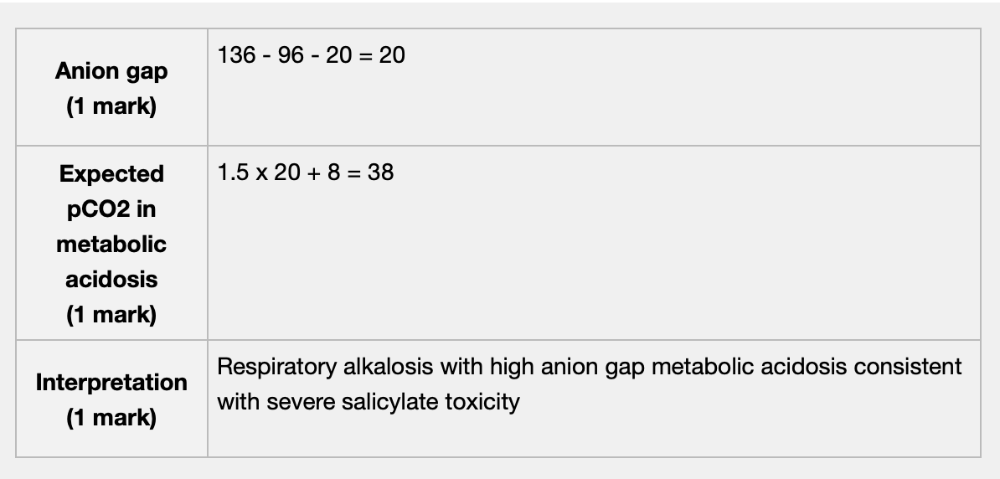 Anion gap
(1 mark)
136 - 96 - 20 = 20
Expected
pCO2 in
metabolic
acidosis
(1 mark)
1.5 x 20 + 8 = 38
Interpretation
(1 mark)
Respiratory alkalosis with high anion gap metabolic acidosis consistent
with severe salicylate toxicity